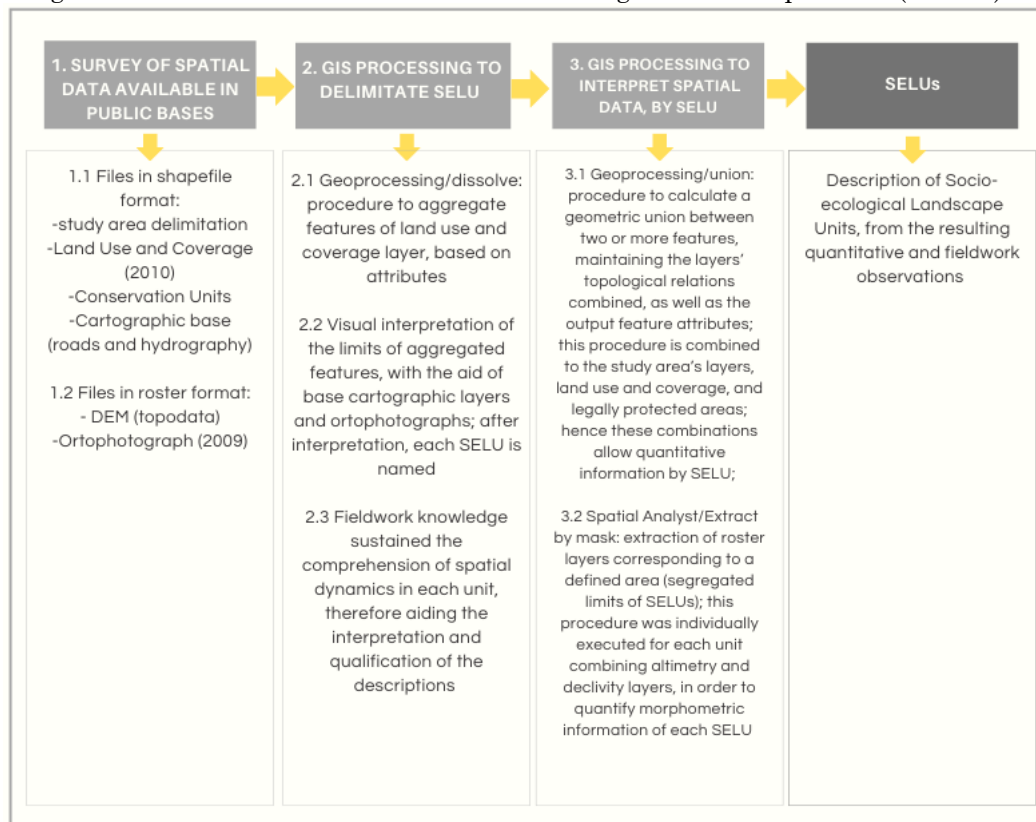 1. SURVEY OF SPATIAL
DATA AVAILABLE IN
PUBLIC BASES
2. GIS PROCESSING TO
DELIMITATE SELU
3. GIS PROCESSING TO
INTERPRET SPATIAL
DATA, BY SELU
SELUs
1.1 Files in shapefile
format:
-study area delimitation
-Land Use and Coverage
(2010)
-Conservation Units
-Cartographic base
(roads and hydrography)
1.2 Files in roster format:
- DEM (topodata)
-Ortophotograph (2009)
2.1 Geoprocessing/dissolve:
procedure to aggregate
features of land use and
coverage layer, based on
attributes
2.2 Visual interpretation of
the limits of aggregated
features, with the aid of
base cartographic layers
and ortophotographs; after
interpretation, each SELU is
named
2.3 Fieldwork knowledge
sustained the
comprehension of spatial
dynamics in each unit,
therefore aiding the
interpretation and
qualification of the
descriptions
3.1 Geoprocessing/union:
procedure to calculate a
geometric union between
two or more features,
maintaining the layers'
topological relations
combined, as well as the
output feature attributes;
this procedure is combined
to the study area's layers,
land use and coverage, and
legally protected areas;
hence these combinations
allow quantitative
information by SELU;
3.2 Spatial Analyst/Extract
by mask: extraction of roster
layers corresponding to a
defined area (segregated
limits of SELUs); this
procedure was individually
executed for each unit
combining altimetry and
declivity layers, in order to
quantify morphometric
information of each SELU
Description of Socio-
ecological Landscape
Units, from the resulting
quantitative and fieldwork
observations